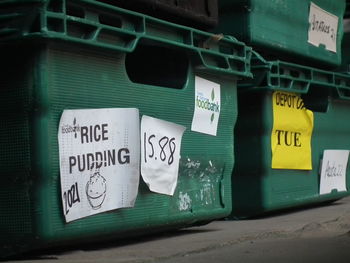 foodbank
RICE
PUDDING
2021
15.88
foodbank
DEPOT
TUE